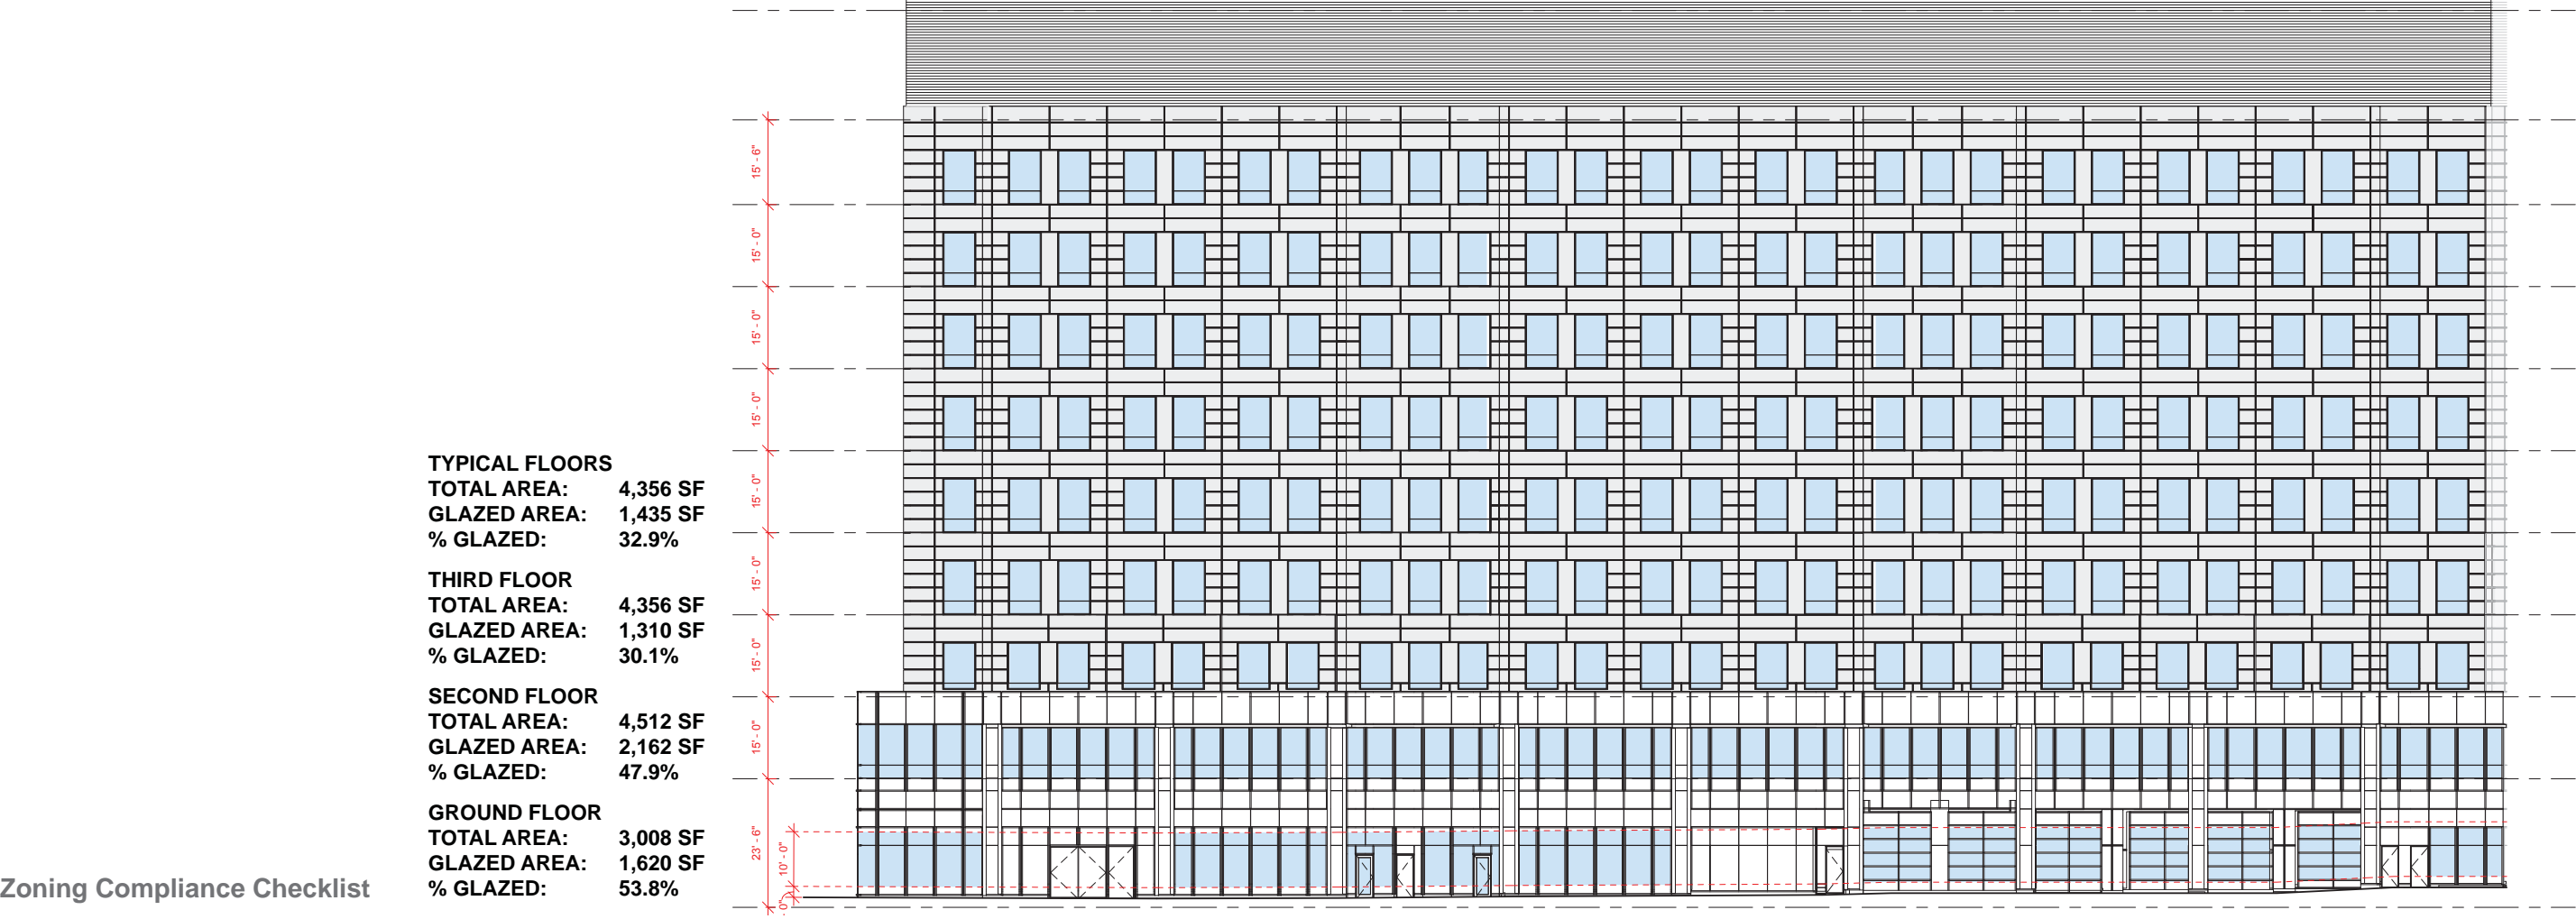 TYPICAL FLOORS
TOTAL AREA: 4,356 SF
GLAZED AREA: 1,435 SF
% GLAZED: 32.9%
THIRD FLOOR
TOTAL AREA: 4,356 SF
GLAZED AREA: 1,310 SF
% GLAZED: 30.1%
SECOND FLOOR
TOTAL AREA: 4,512 SF
GLAZED AREA: 2,162 SF
% GLAZED: 47.9%
GROUND FLOOR
TOTAL AREA: 3,008 SF
GLAZED AREA: 1,620 SF
% GLAZED: 53.8%
Zoning Compliance Checklist
15' - 6"
15' - 0"
15' - 0"
15' - 0"
15' - 0"
15' - 0"
15' - 0"
15' - 0"
23' - 6"
10' - 0"